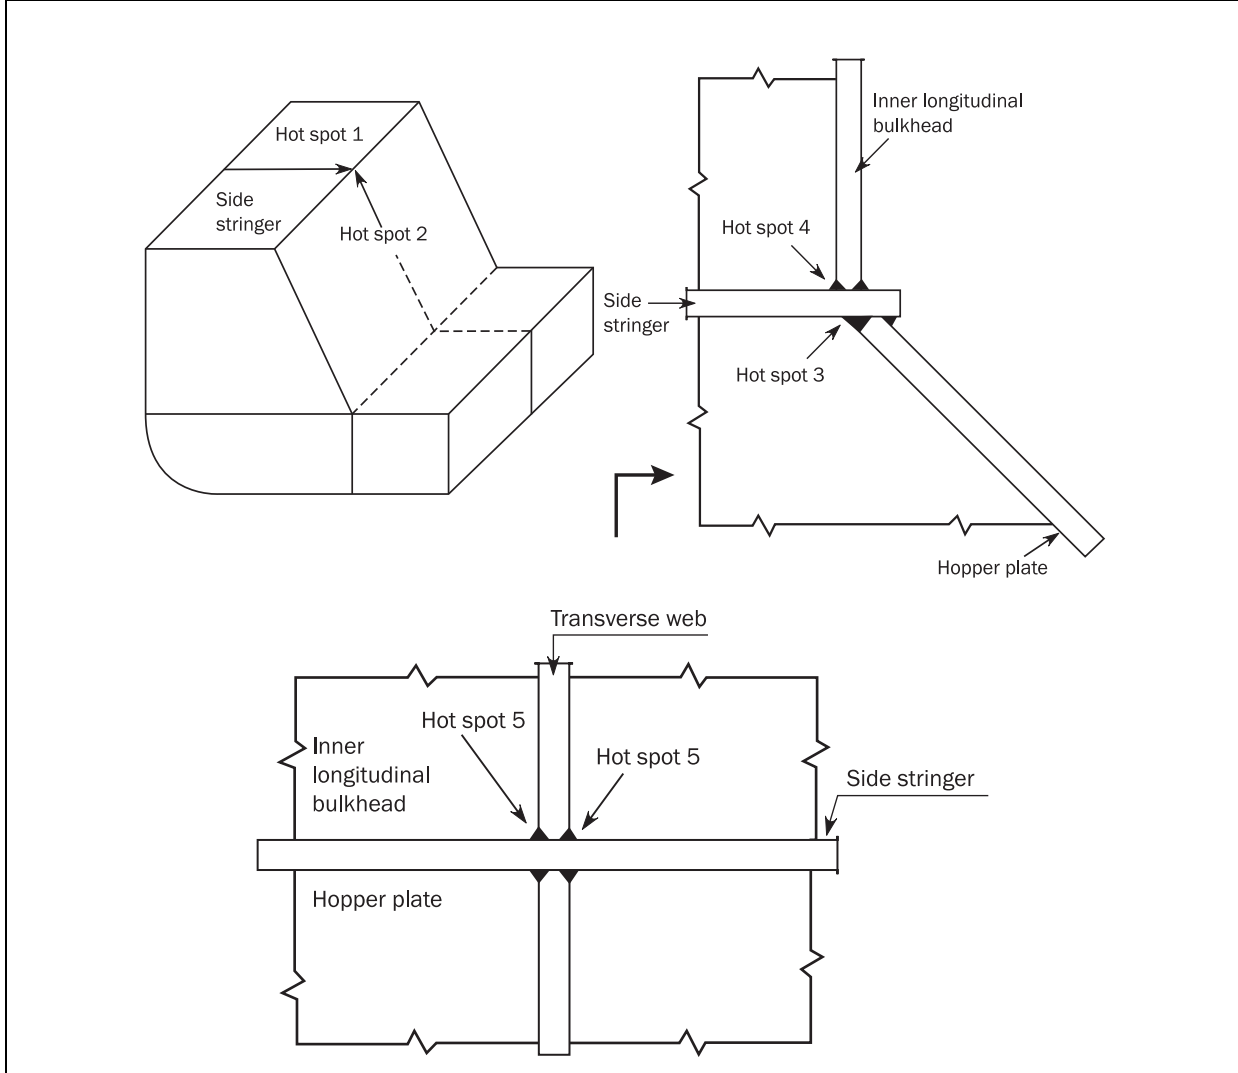 Hot spot 1
Side
stringer
Hot spot 2
Inner longitudinal
bulkhead
Hot spot 4
Side
stringer
Hot spot 3
Hopper plate
Transverse web
Hot spot 5
Inner
longitudinal
bulkhead
Hot spot 5
Side stringer
Hopper plate